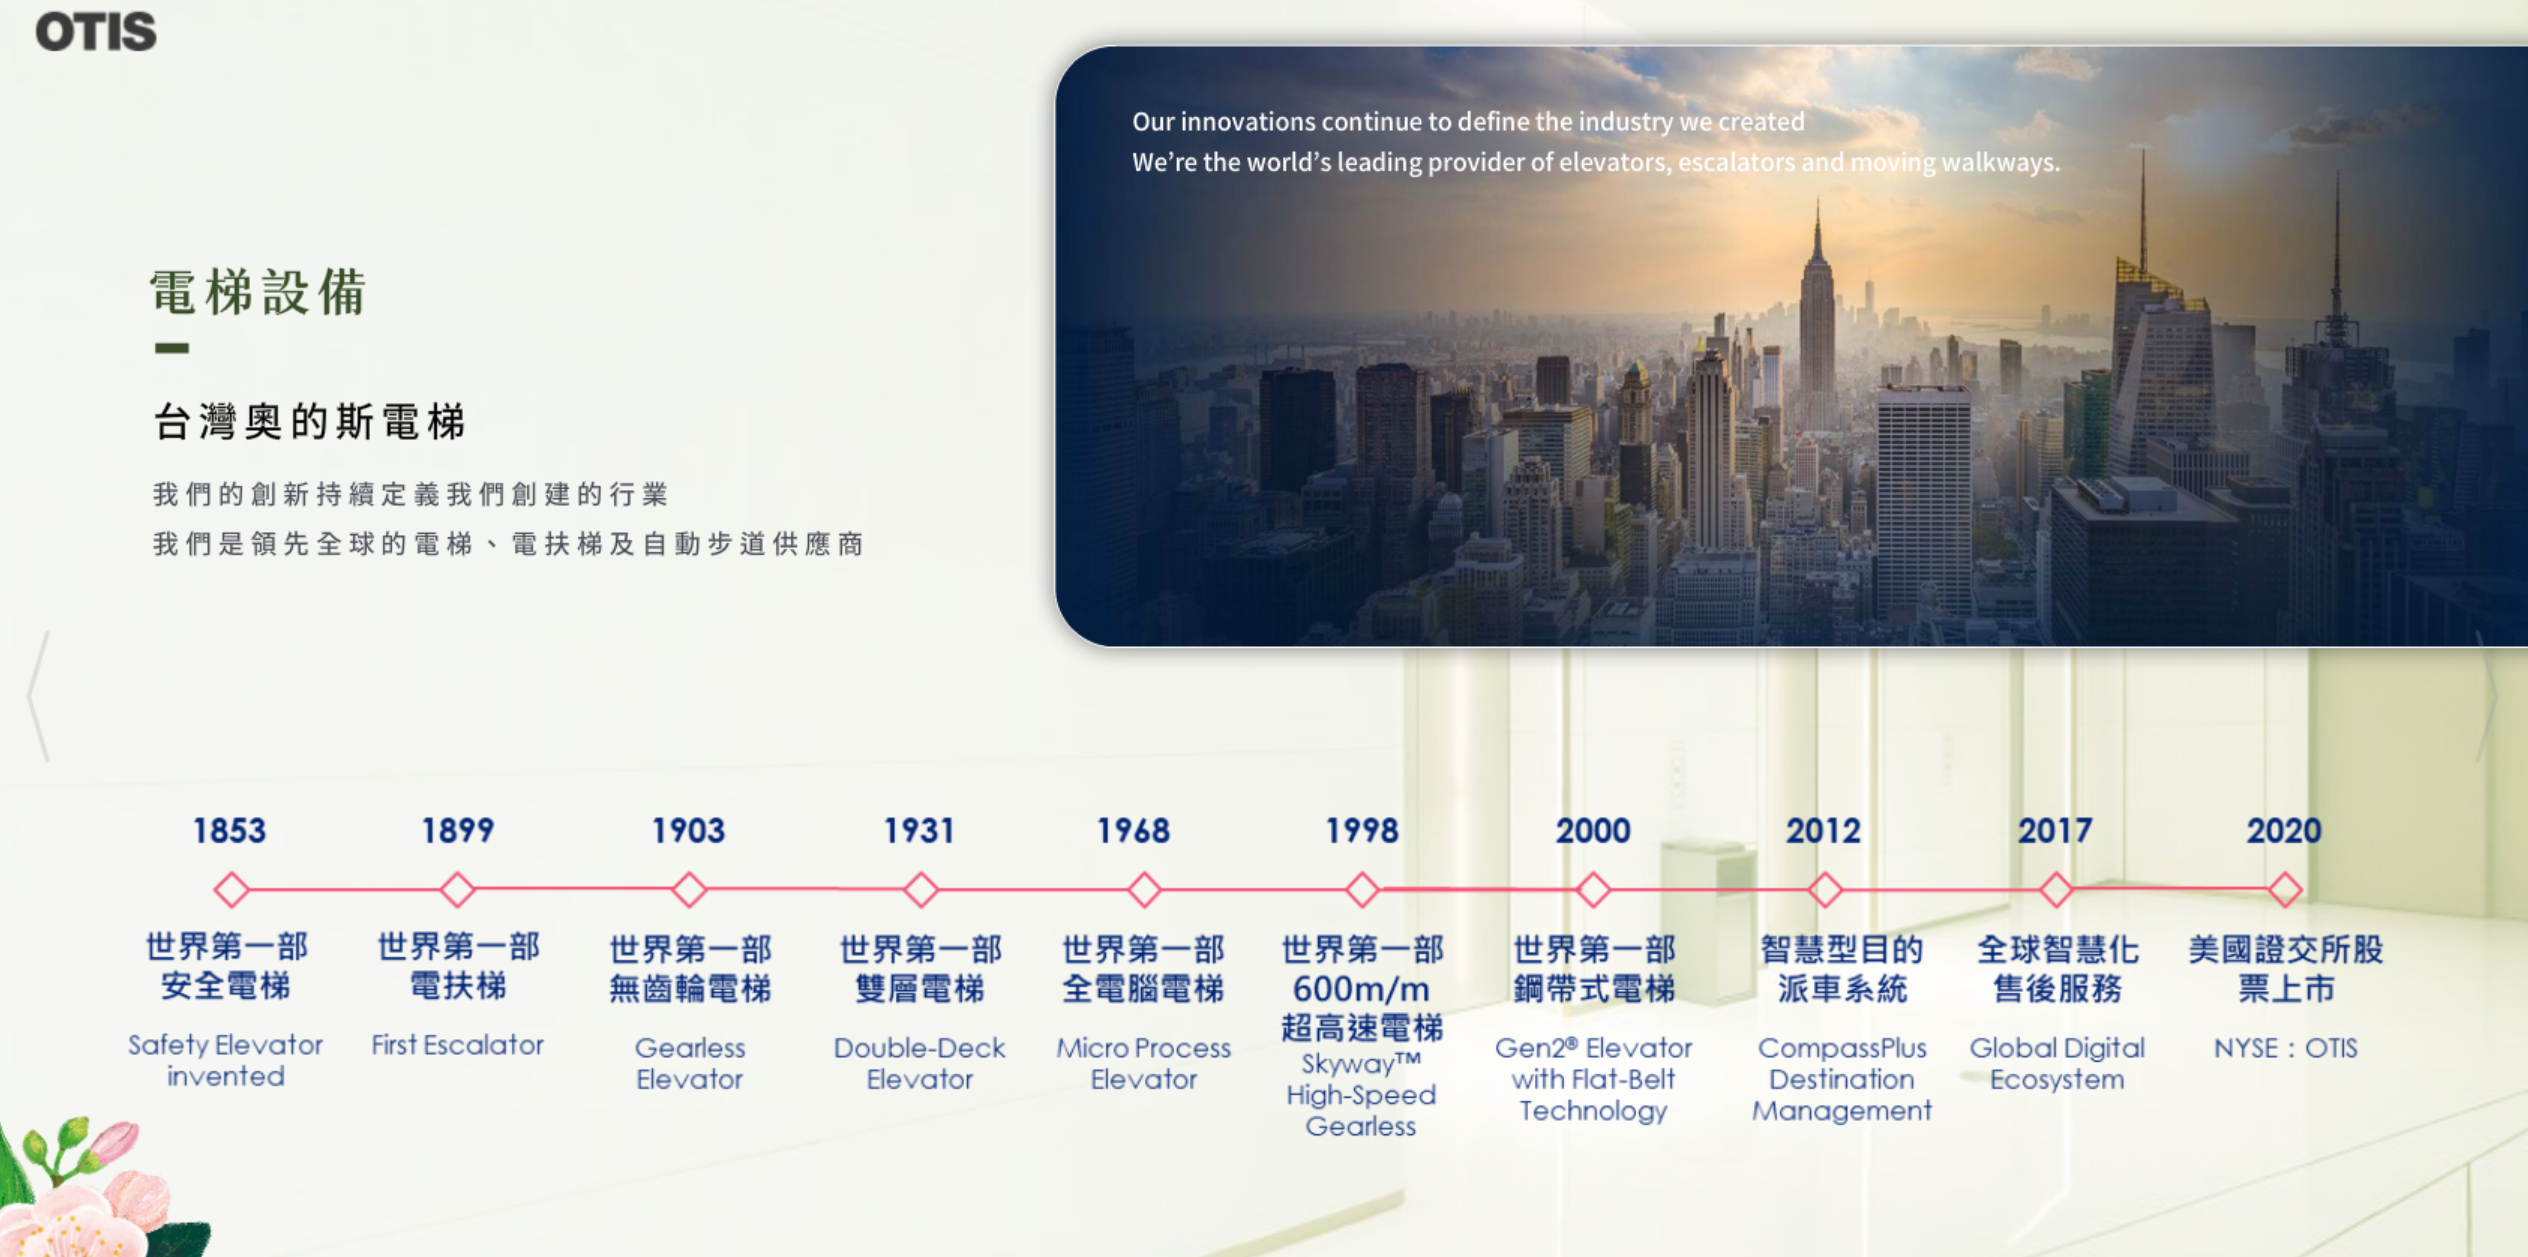 OTIS
Our innovations continue to define the industry we created
We're the world's leading provider of elevators, escalators and moving walkways.
電梯設備
台灣奧的斯電梯
我們的創新持續定義我們創建的行業
我們是領先全球的電梯、電扶梯及自動步道供應商
1853
世界第一部
安全電梯
Safety Elevator
invented
1899
世界第一部
電扶梯
First Escalator
1903
世界第一部
無齒輪電梯
Gearless
Elevator
1931
世界第一部
雙層電梯
Double-Deck
Elevator
1968
世界第一部
全電腦電梯
Micro Process
Elevator
1998
世界第一部
600m/m
超高速電梯
Skyway™
High-Speed
Gearless
2000
世界第一部
鋼帶式電梯
Gen2® Elevator
with Flat-Belt
Technology
2012
智慧型目的
派車系統
CompassPlus
Destination
Management
2017
全球智慧化
售後服務
Global Digital
Ecosystem
2020
美國證交所股
票上市
NYSE：OTIS